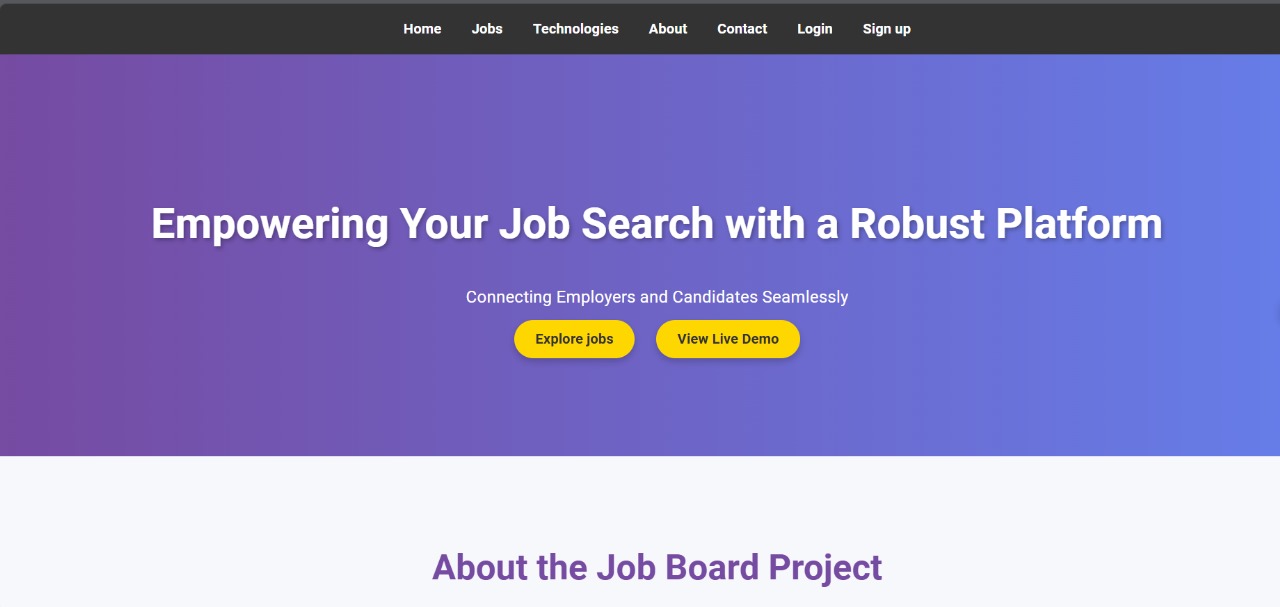 Home Jobs Technologies About Contact Login Sign up
Empowering Your Job Search with a Robust Platform
Connecting Employers and Candidates Seamlessly
Explore jobs View Live Demo
About the Job Board Project